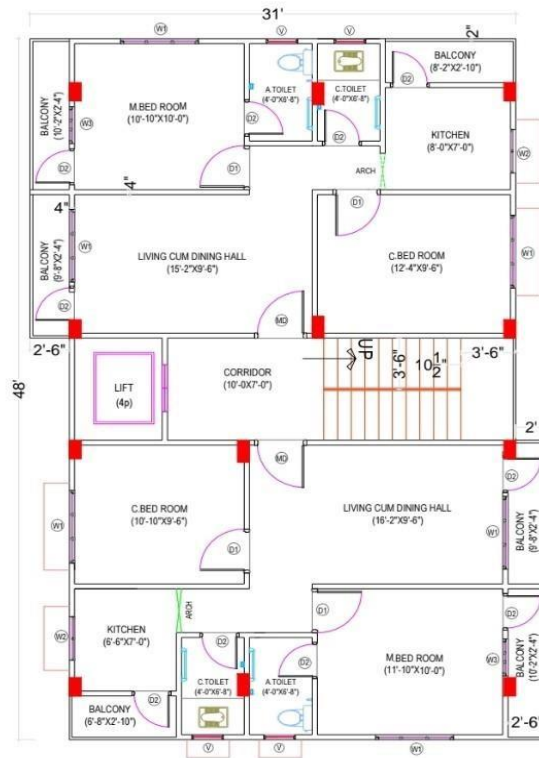 31'
W1
V
V
2"
BALCONY
(8'-2"X2'-10")
D2
A.TOILET
(4'-0"X6'-8")
C.TOILET
(4'-0"X6'-8")
M.BED ROOM
(10'-10"X10'-0")
BALCONY
(10'-2"X2'-4")
W3
D2
D2
D2
KITCHEN
(8'-0"X7'-0")
W2
D1
ARCH
D2
4"
D1
4"
BALCONY
(9'-8"X2'-4")
W1
LIVING CUM DINING HALL
(15'-2"X9'-6")
C.BED ROOM
(12'-4"X9'-6")
W1
D2
MD
2'-6"
UP
3'-6"
10 1/2"
3'-6"
48'
LIFT
(4p)
CORRIDOR
(10'-0X7'-0")
2'
MD
D2
C.BED ROOM
(10'-10"X9'-6")
LIVING CUM DINING HALL
(16'-2"X9'-6")
W1
W1
BALCONY
(9'-8"X2'-4")
D1
KITCHEN
(6'-6"X7'-0")
ARCH
D1
D2
W2
D2
M.BED ROOM
(11'-10"X10'-0")
D2
W3
BALCONY
(10'-2"X2'-4")
C.TOILET
(4'-0"X6'-8")
A.TOILET
(4'-0"X6'-8")
D2
BALCONY
(6'-8"X2'-10")
2'-6"
V
V
W1